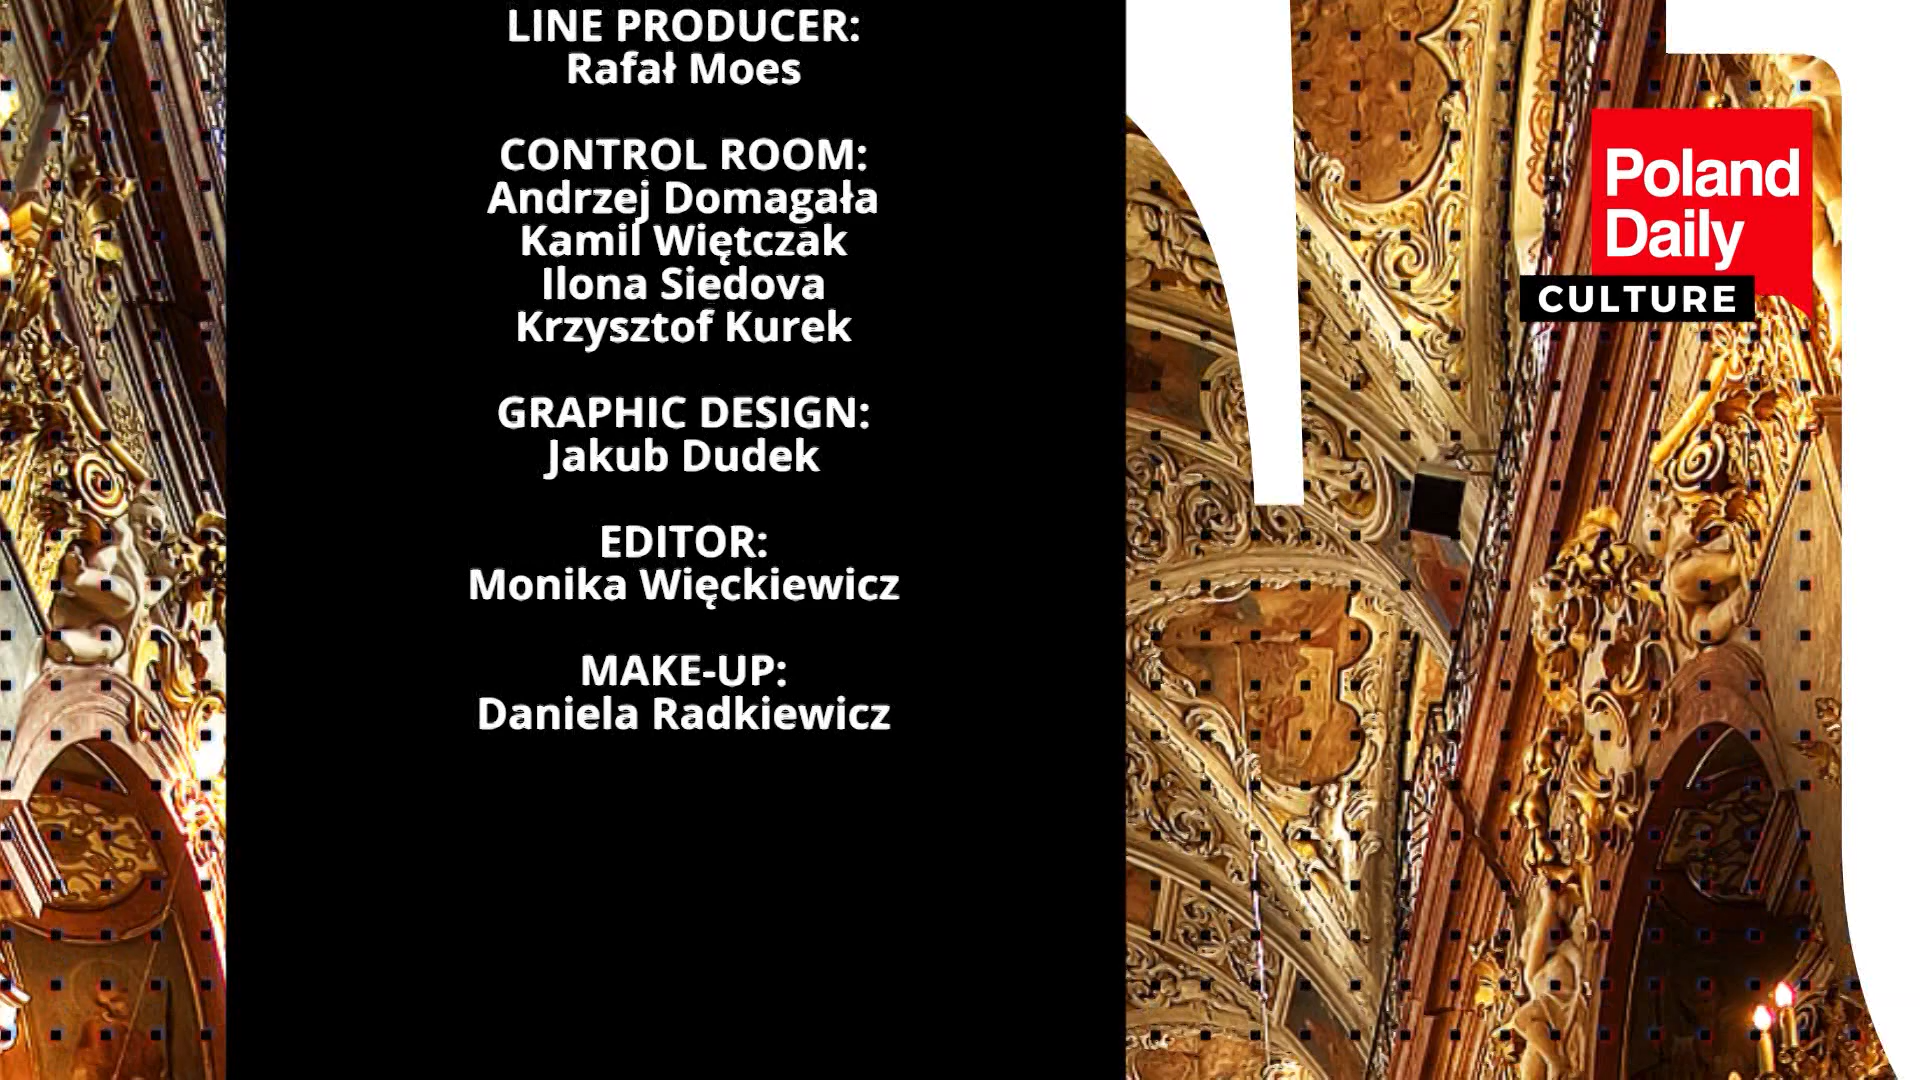 LINE PRODUCER:
Rafał Moes
CONTROL ROOM:
Andrzej Domagała
Kamil Więtczak
Ilona Siedova
Krzysztof Kurek
GRAPHIC DESIGN:
Jakub Dudek
EDITOR:
Monika Więckiewicz
MAKE-UP:
Daniela Radkiewicz
Poland
Daily
CULTURE